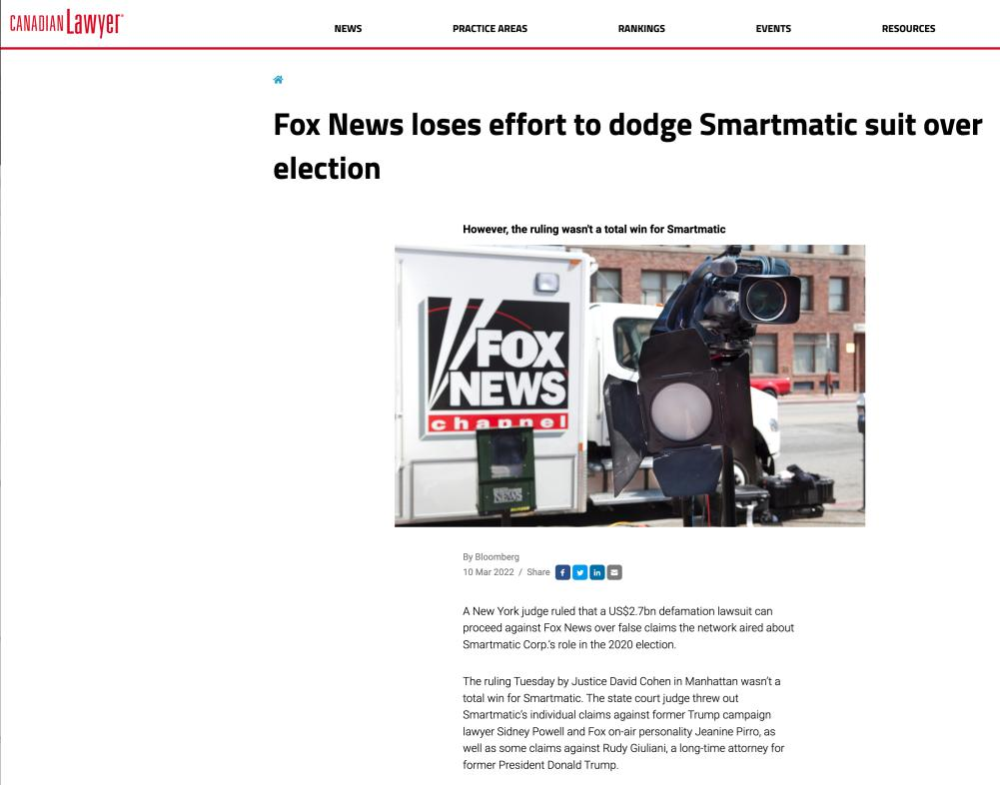 CANADIAN Lawyer
NEWS
PRACTICE AREAS
RANKINGS
EVENTS
RESOURCES
Fox News loses effort to dodge Smartmatic suit over
election
However, the ruling wasn't a total win for Smartmatic
FOX
NEWS
channel
NEWS
By Bloomberg
10 Mar 2022 / Share
A New York judge ruled that a US$2.7bn defamation lawsuit can
proceed against Fox News over false claims the network aired about
Smartmatic Corp.'s role in the 2020 election.
The ruling Tuesday by Justice David Cohen in Manhattan wasn't a
total win for Smartmatic. The state court judge threw out
Smartmatic's individual claims against former Trump campaign
lawyer Sidney Powell and Fox on-air personality Jeanine Pirro, as
well as some claims against Rudy Giuliani, a long-time attorney for
former President Donald Trump.